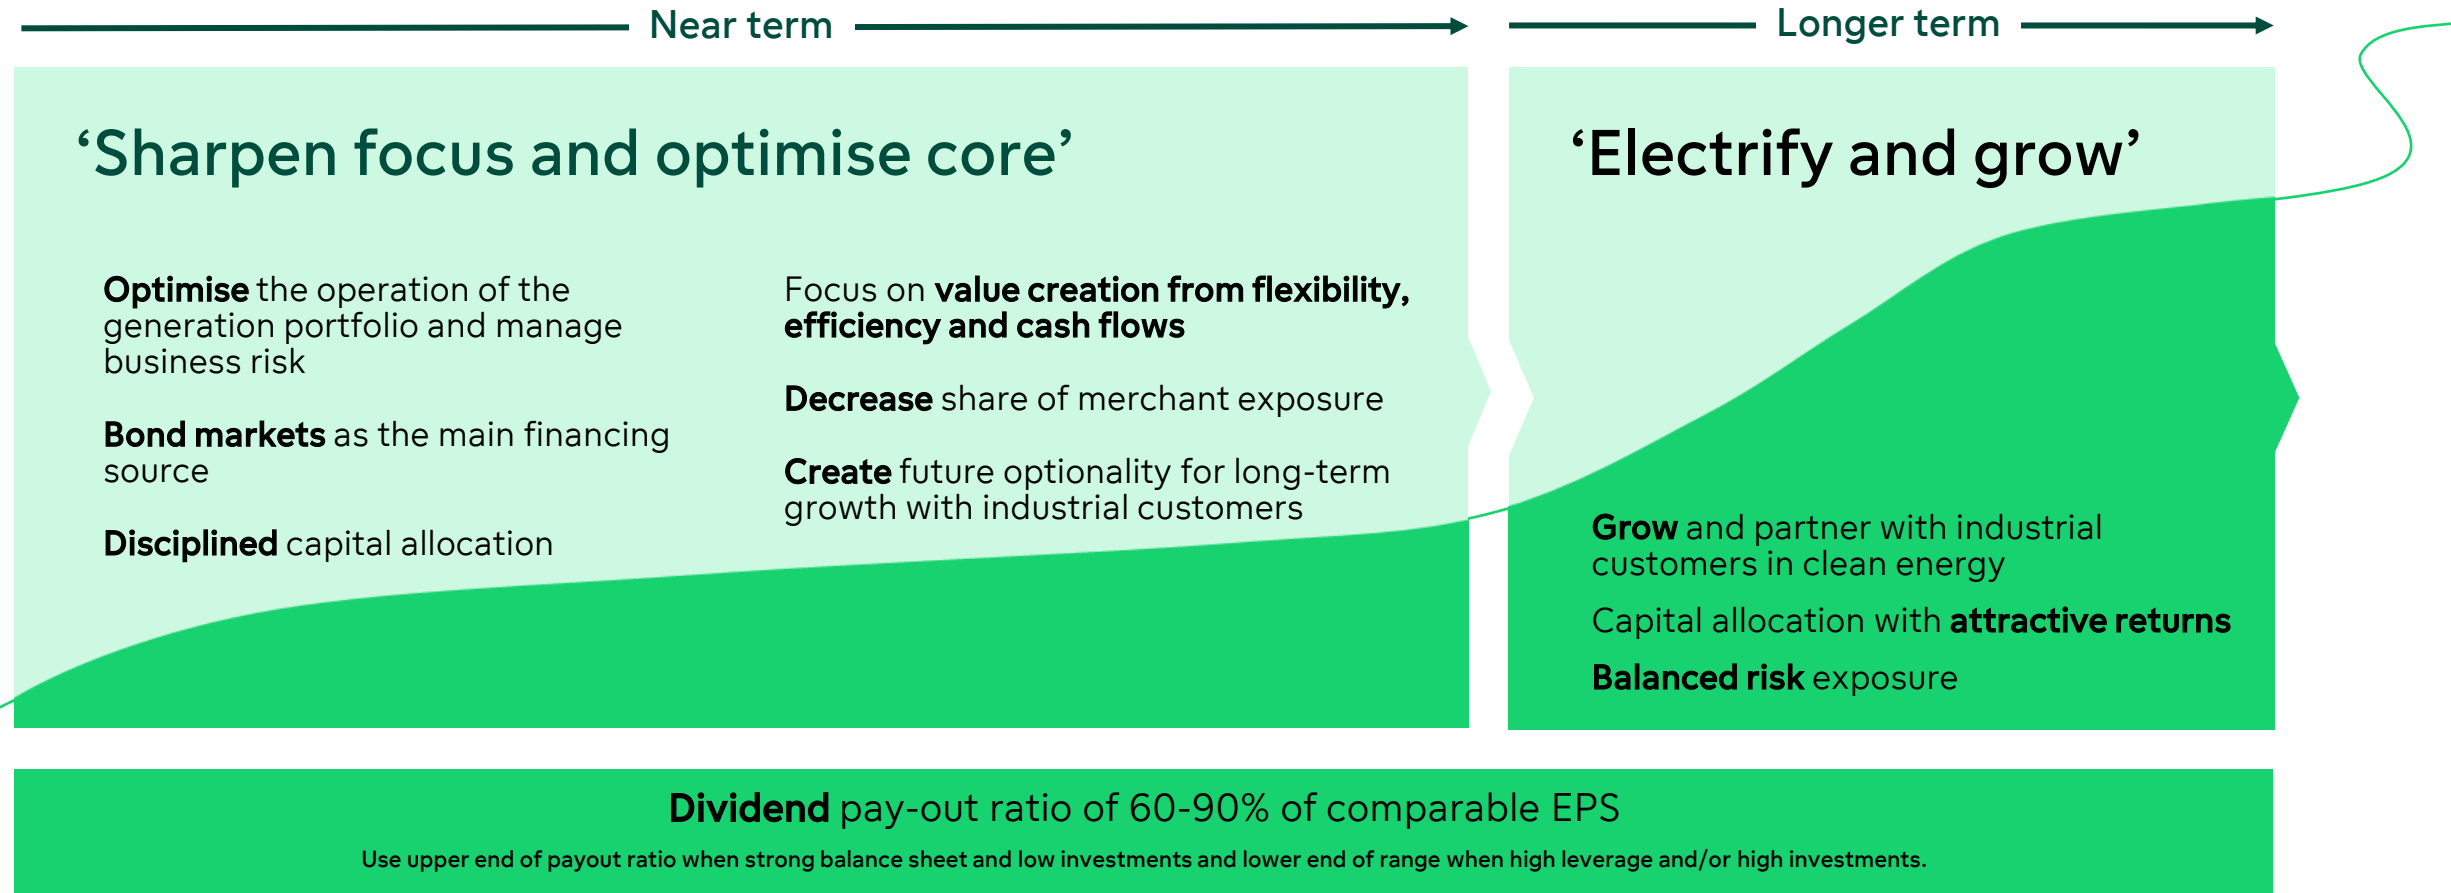 Near term
Longer term
‘Sharpen focus and optimise core’
Optimise the operation of the
generation portfolio and manage
business risk
Bond markets as the main financing
source
Disciplined capital allocation
Focus on value creation from flexibility,
efficiency and cash flows
Decrease share of merchant exposure
Create future optionality for long-term
growth with industrial customers
‘Electrify and grow’
Grow and partner with industrial
customers in clean energy
Capital allocation with attractive returns
Balanced risk exposure
Dividend pay-out ratio of 60-90% of comparable EPS
Use upper end of payout ratio when strong balance sheet and low investments and lower end of range when high leverage and/or high investments.